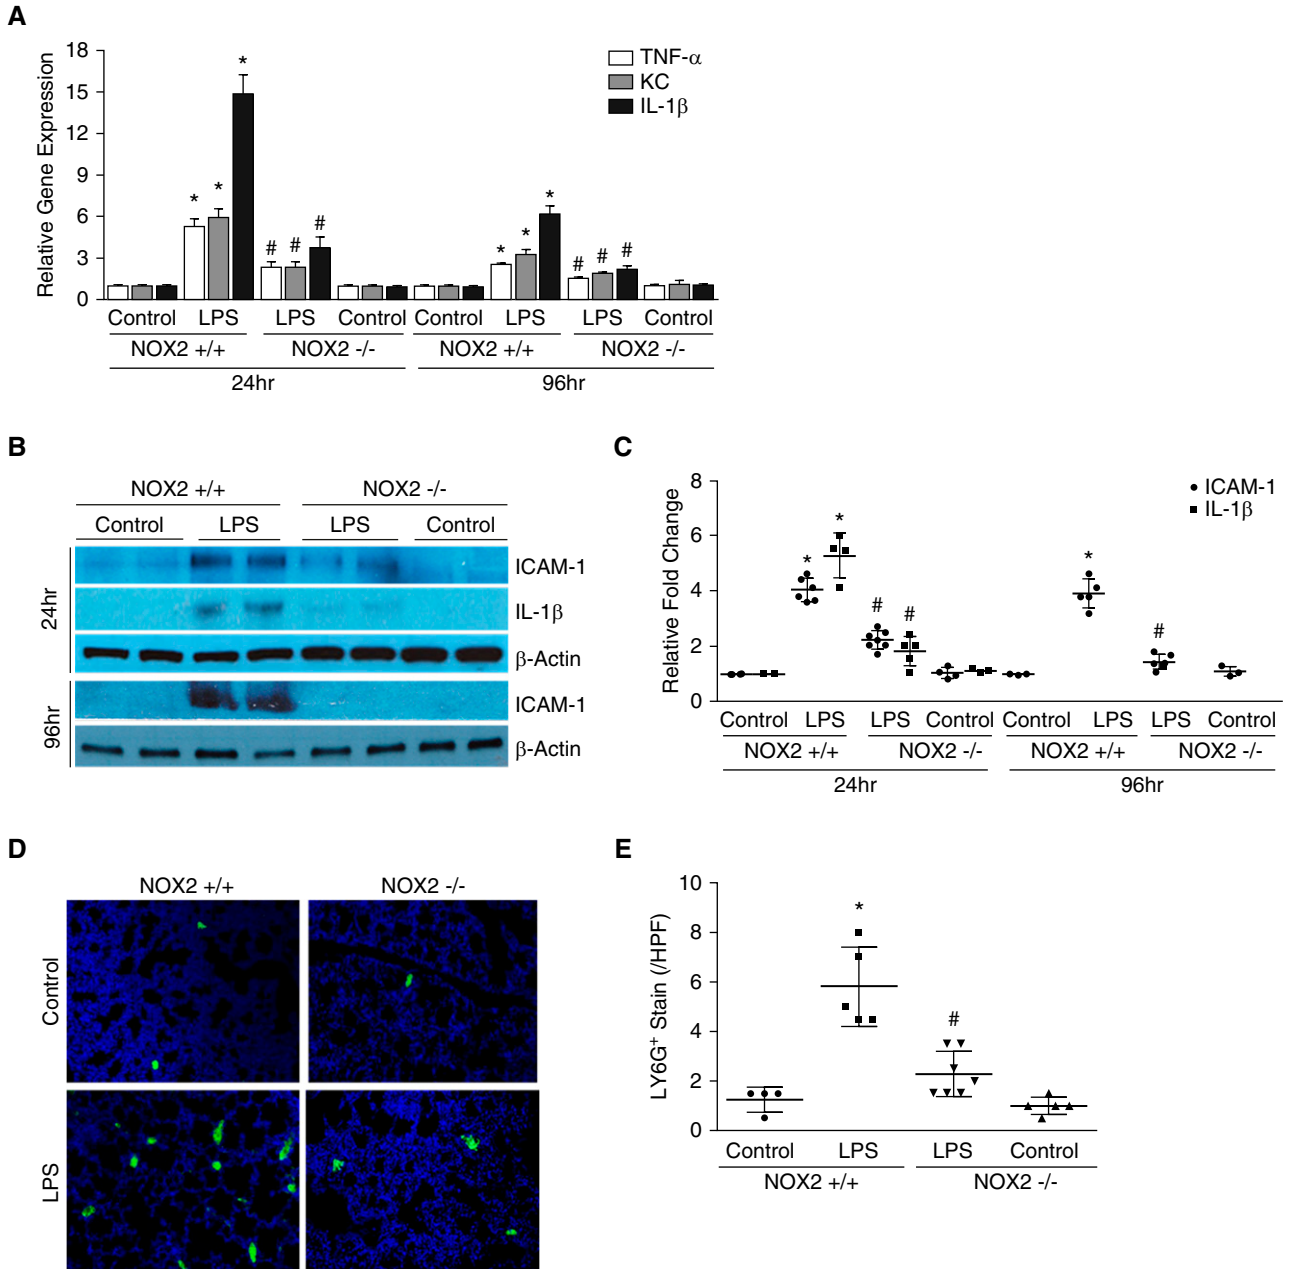 A
18
15
12
9
6
3
0
Relative Gene Expression
TNF-α
KC
IL-1β
* * *
# # #
* * *
# # #
Control LPS LPS Control Control LPS LPS Control
NOX2 +/+ NOX2 -/- NOX2 +/+ NOX2 -/-
24hr 96hr
B
NOX2 +/+ NOX2 -/-
Control LPS LPS Control
24hr
ICAM-1
IL-1β
β-Actin
96hr
ICAM-1
β-Actin
C
8
6
4
2
0
Relative Fold Change
ICAM-1
IL-1β
* *
# #
*
#
Control LPS LPS Control Control LPS LPS Control
NOX2 +/+ NOX2 -/- NOX2 +/+ NOX2 -/-
24hr 96hr
D
NOX2 +/+ NOX2 -/-
Control
LPS
E
10
8
6
4
2
0
LY6G⁺ Stain (/HPF)
*
#
Control LPS LPS Control
NOX2 +/+ NOX2 -/-